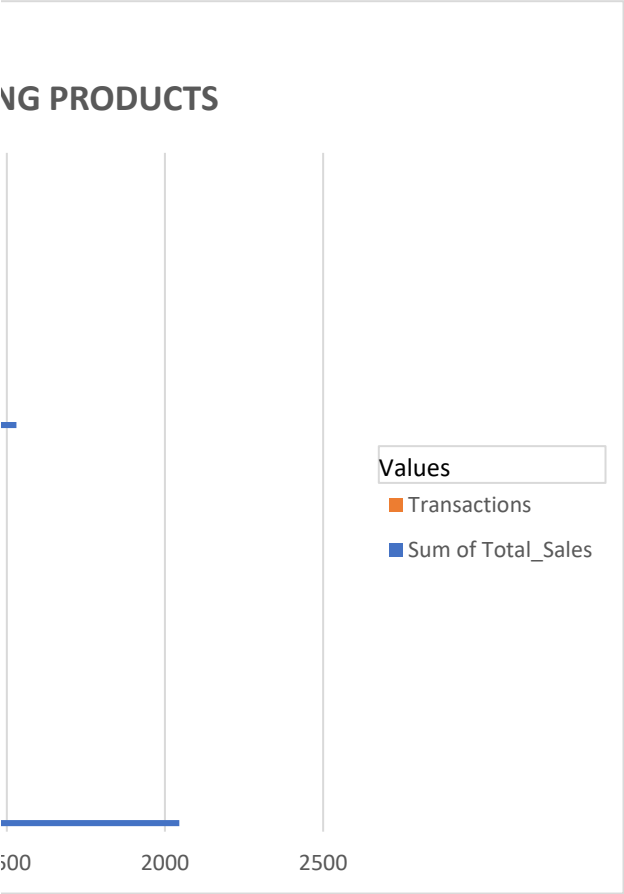 NG PRODUCTS
Values
Transactions
Sum of Total_Sales
500 2000 2500